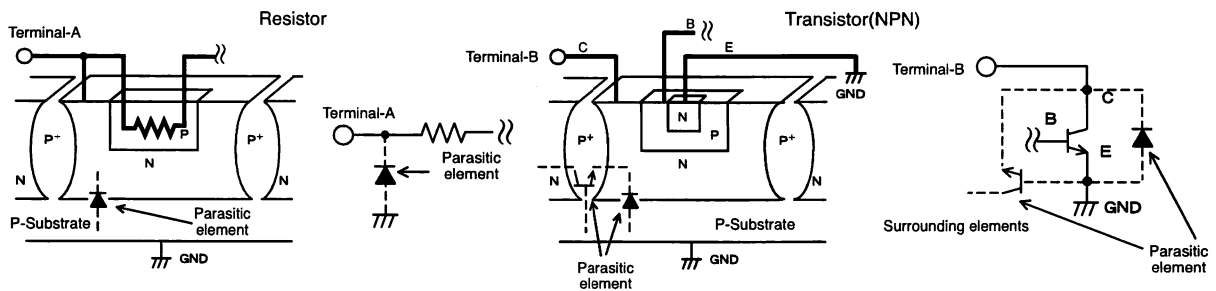 Resistor
Terminal-A
P+
P
P+
N
N
N
P-Substrate
Parasitic
element
GND
Terminal-A
Parasitic
element
Transistor(NPN)
Terminal-B
C
B
E
GND
P+
N
P
P+
N
N
N
P-Substrate
GND
Parasitic
element
Terminal-B
C
B
E
GND
Surrounding elements
Parasitic
element